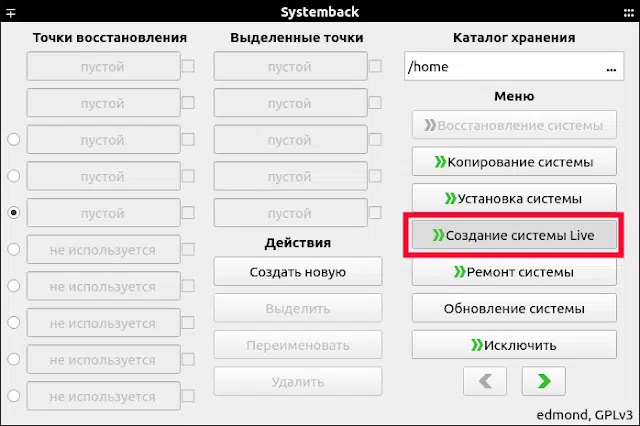 Systemback
Точки восстановления
пустой
пустой
пустой
пустой
пустой
не используется
не используется
не используется
не используется
не используется
Выделенные точки
пустой
пустой
пустой
пустой
пустой
Действия
Создать новую
Выделить
Переименовать
Удалить
Каталог хранения
/home ...
Меню
Восстановление системы
Копирование системы
Установка системы
Создание системы Live
Ремонт системы
Обновление системы
Исключить
edmond, GPLv3